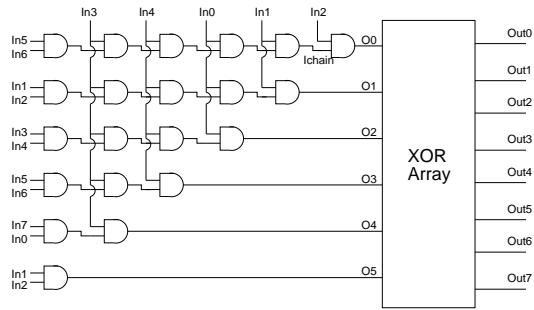 In3 In4 In0 In1 In2
In5
In6
Ichain
O0
Out0
In1
In2
O1
Out1
Out2
In3
In4
O2
XOR
Array
Out3
In5
In6
O3
Out4
In7
In0
O4
Out5
Out6
In1
In2
O5
Out7